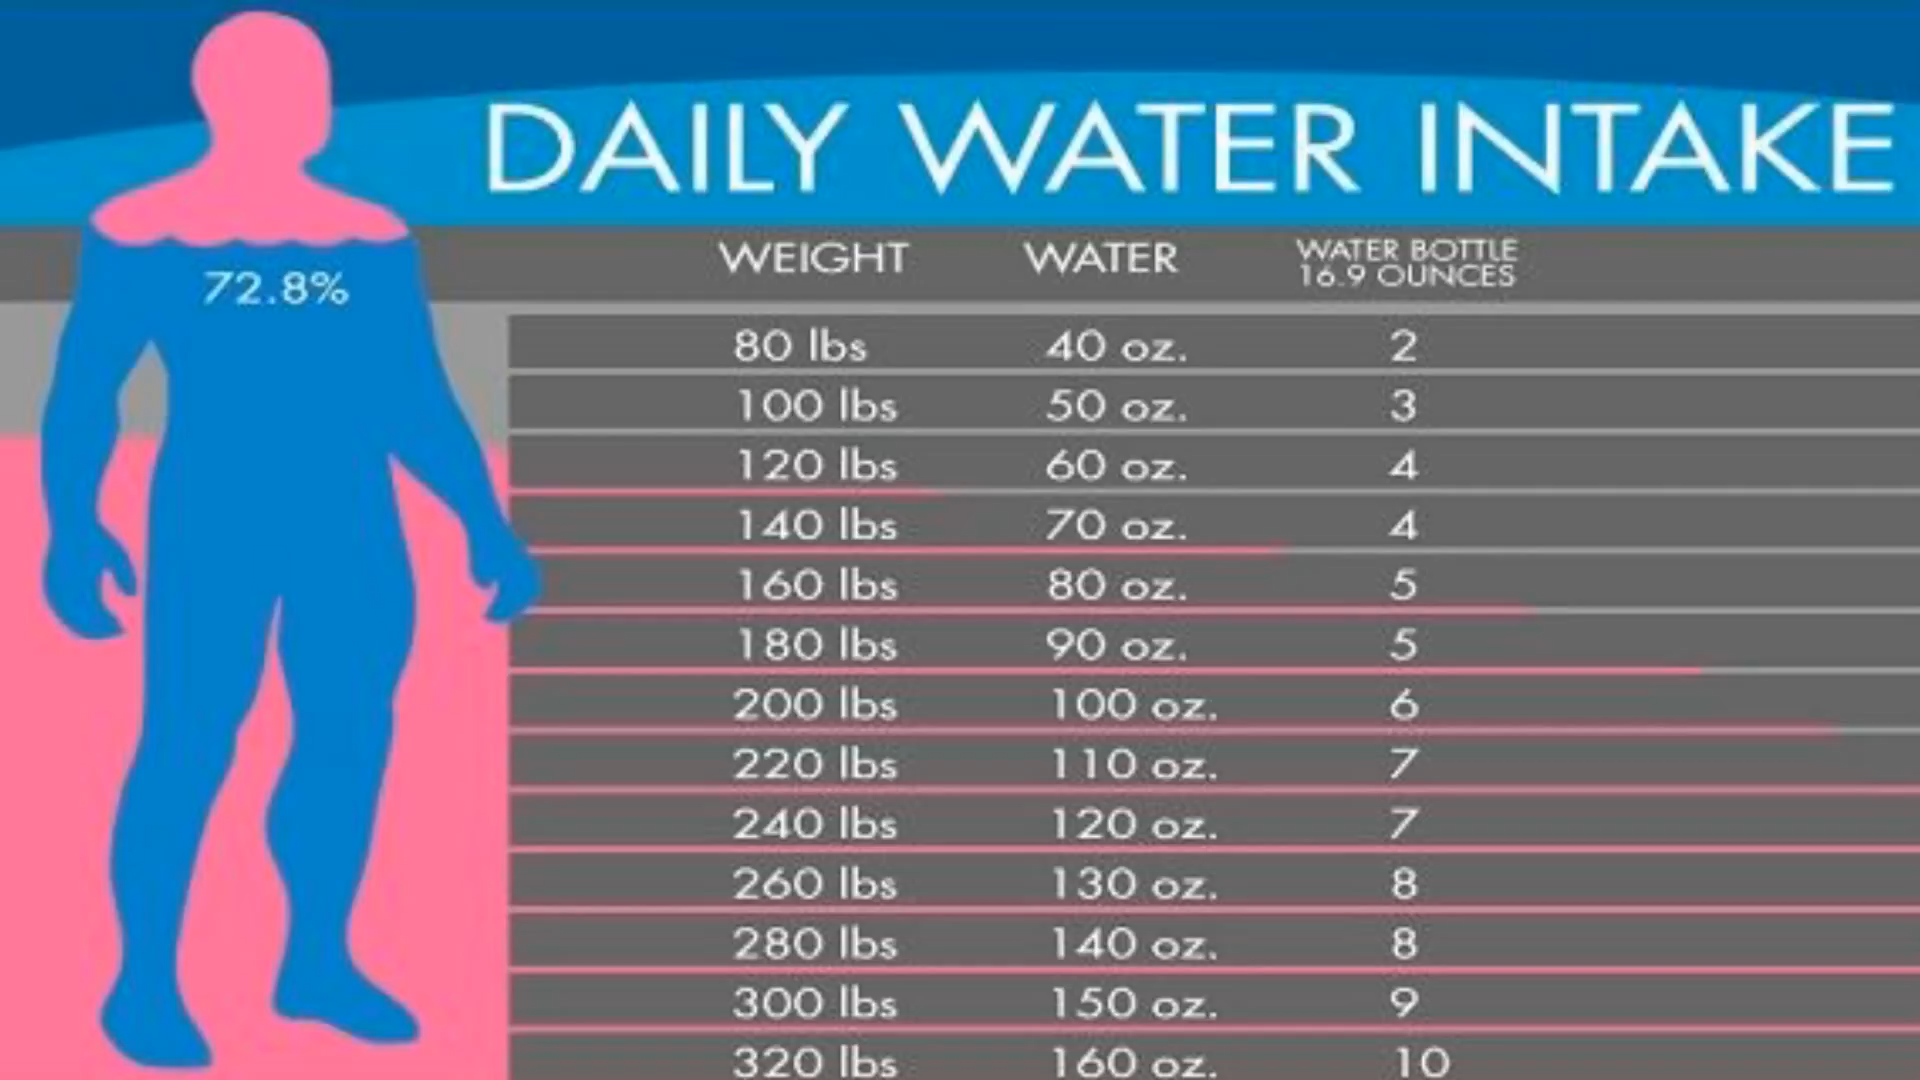 DAILY WATER INTAKE
WEIGHT WATER WATER BOTTLE
16.9 OUNCES
72.8%
80 lbs 40 oz. 2
100 lbs 50 oz. 3
120 lbs 60 oz. 4
140 lbs 70 oz. 4
160 lbs 80 oz. 5
180 lbs 90 oz. 5
200 lbs 100 oz. 6
220 lbs 110 oz. 7
240 lbs 120 oz. 7
260 lbs 130 oz. 8
280 lbs 140 oz. 8
300 lbs 150 oz. 9
320 lbs 160 oz. 10